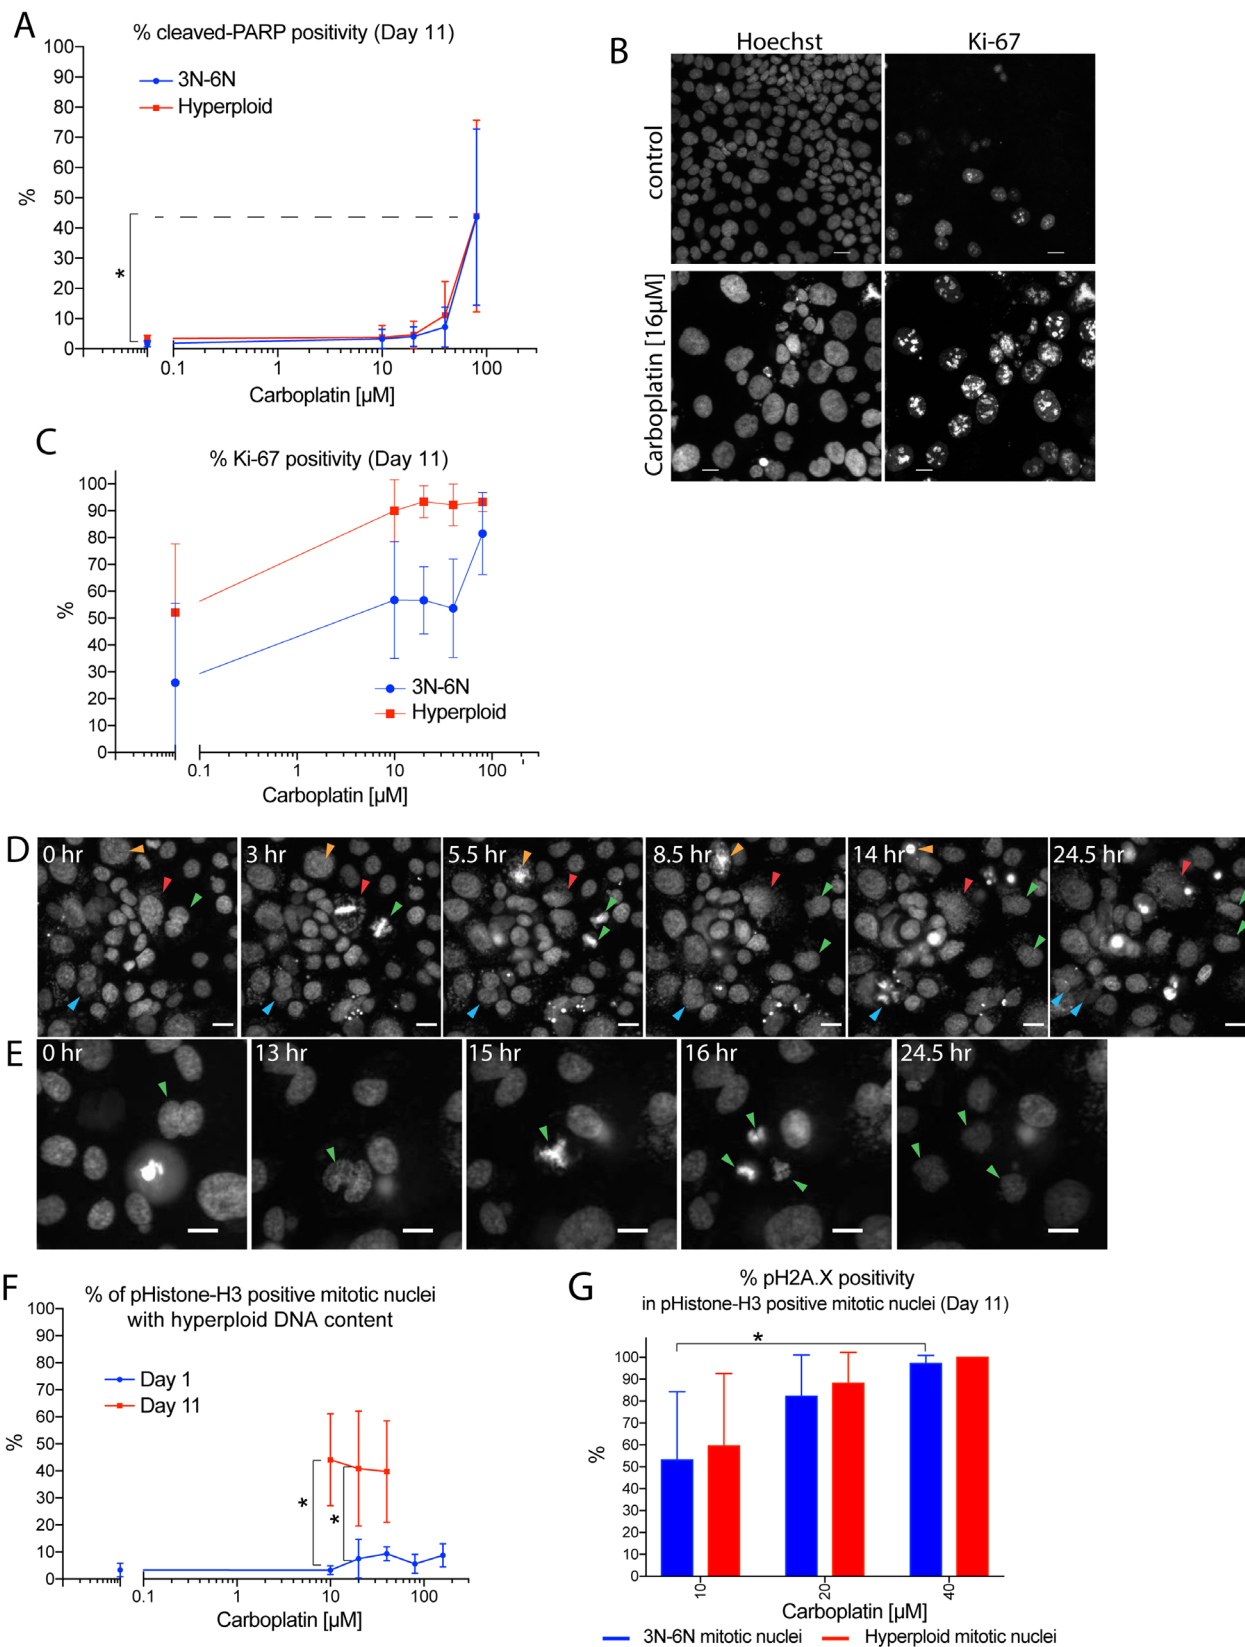 A
% cleaved-PARP positivity (Day 11)
100
90
80
70
60
50
40
30
20
10
0
%
3N-6N
Hyperploid
*
0.1
1
10
100
Carboplatin [µM]
B
Hoechst
Ki-67
control
Carboplatin [16µM]
C
% Ki-67 positivity (Day 11)
100
90
80
70
60
50
40
30
20
10
0
%
3N-6N
Hyperploid
0.1
1
10
100
Carboplatin [µM]
D
0 hr
3 hr
5.5 hr
8.5 hr
14 hr
24.5 hr
E
0 hr
13 hr
15 hr
16 hr
24.5 hr
F
% of pHistone-H3 positive mitotic nuclei
with hyperploid DNA content
100
90
80
70
60
50
40
30
20
10
0
%
Day 1
Day 11
*
*
0.1
1
10
100
Carboplatin [µM]
G
% pH2A.X positivity
in pHistone-H3 positive mitotic nuclei (Day 11)
*
100
90
80
70
60
50
40
30
20
10
0
%
10
20
40
Carboplatin [µM]
3N-6N mitotic nuclei
Hyperploid mitotic nuclei